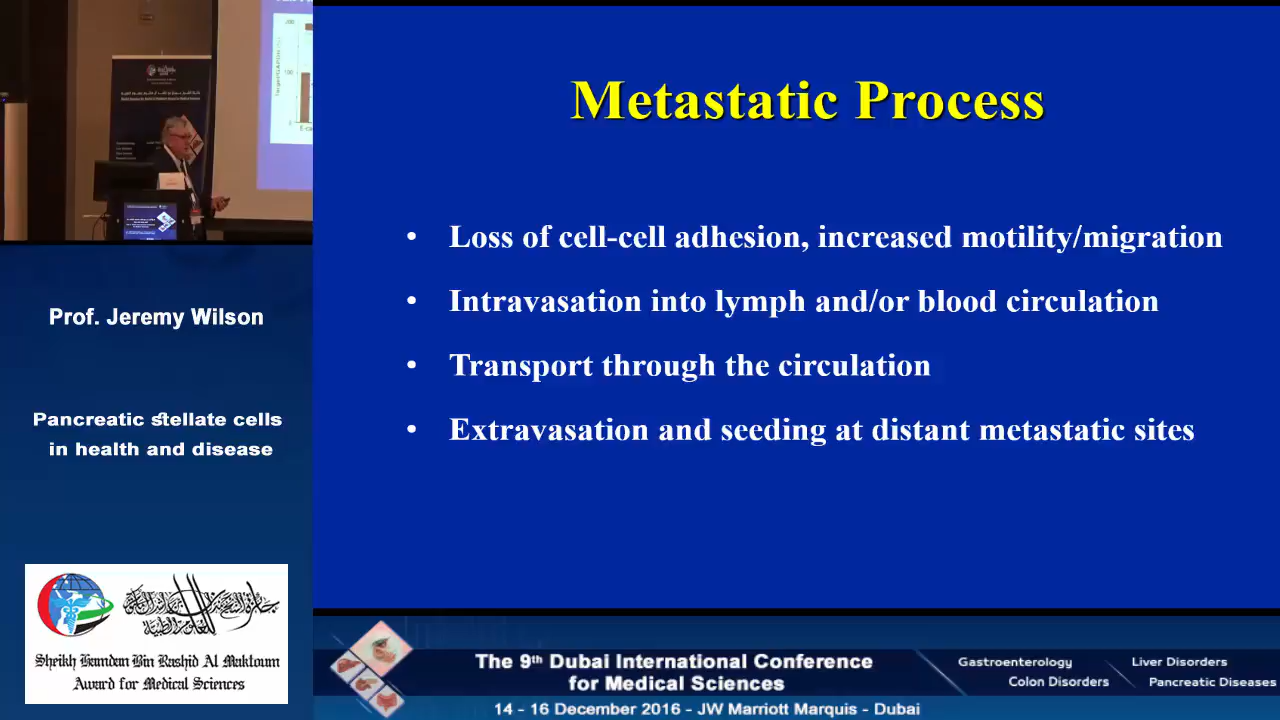 Metastatic Process
• Loss of cell-cell adhesion, increased motility/migration
• Intravasation into lymph and/or blood circulation
• Transport through the circulation
• Extravasation and seeding at distant metastatic sites
Prof. Jeremy Wilson
Pancreatic stellate cells
in health and disease
Sheikh Hamdan Bin Rashid Al Maktoum
Award for Medical Sciences
The 9th Dubai International Conference
for Medical Sciences
14 - 16 December 2016 - JW Marriott Marquis - Dubai
Gastroenterology
Liver Disorders
Colon Disorders
Pancreatic Diseases